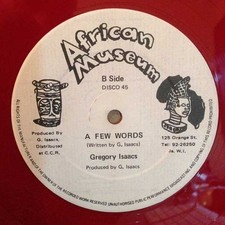 African
Museum
B Side
DISCO 45
Produced By
G. Isaacs,
Distributed
at C.C.R.
125 Orange St.
Tel: 92-26260
Ja. W.I.
A FEW WORDS
(Written by G. Isaacs)
Gregory Isaacs
Produced by G. Isaacs